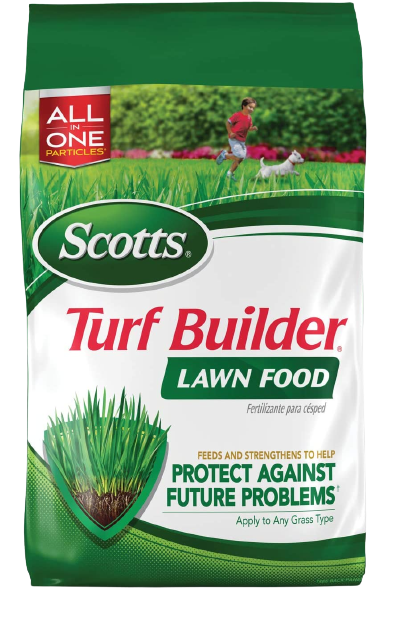 ALL
IN
ONE
PARTICLES*
Scotts®
Turf Builder®
LAWN FOOD
Fertilizante para césped
FEEDS AND STRENGTHENS TO HELP
PROTECT AGAINST
FUTURE PROBLEMS†
Apply to Any Grass Type